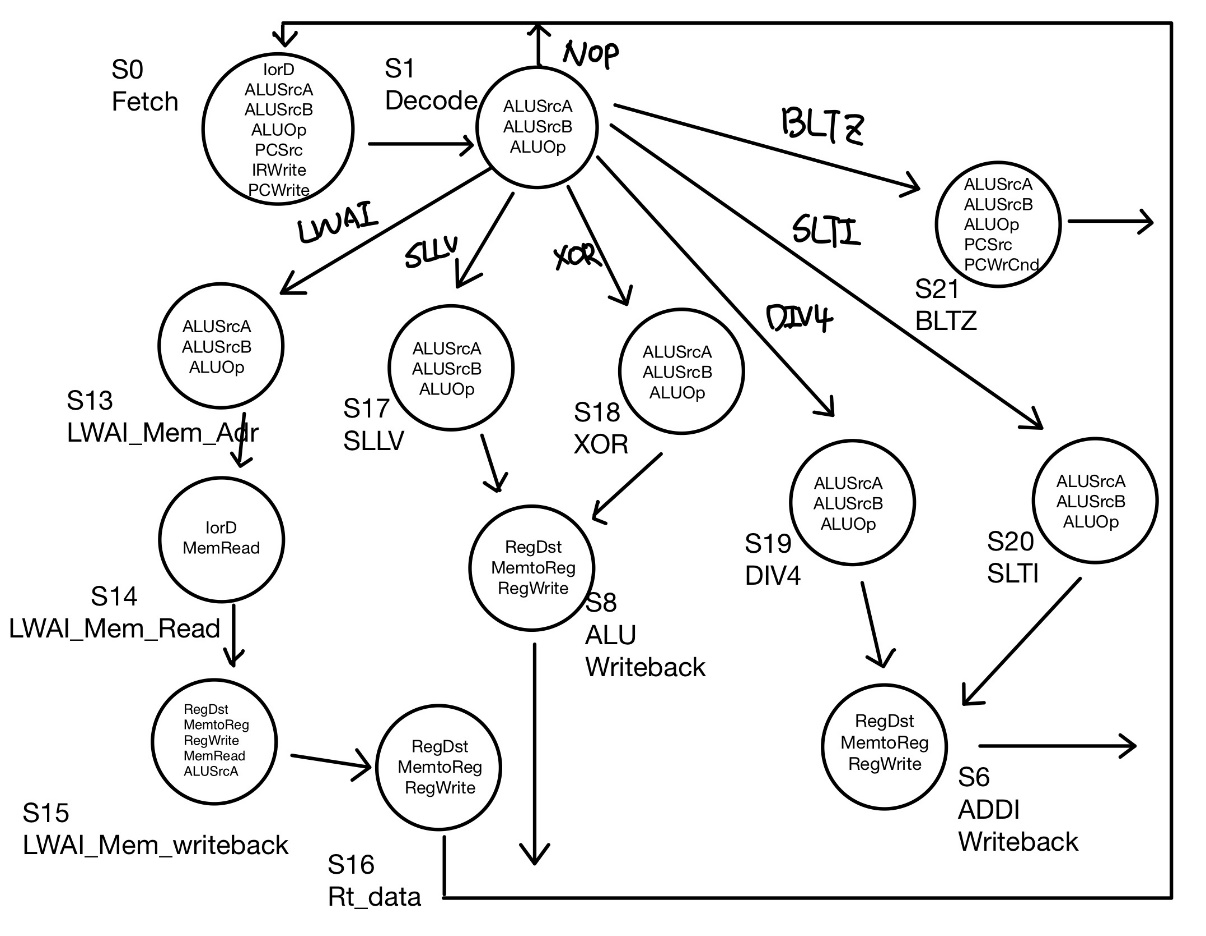 NOP
S0
Fetch
IorD
ALUSrcA
ALUSrcB
ALUOp
PCSrc
IRWrite
PCWrite
S1
Decode
ALUSrcA
ALUSrcB
ALUOp
BLTZ
ALUSrcA
ALUSrcB
ALUOp
PCSrc
PCWrCnd
S21
BLTZ
LWAI
SLLV
XOR
DIV4
SLTI
ALUSrcA
ALUSrcB
ALUOp
S13
LWAI_Mem_Adr
ALUSrcA
ALUSrcB
ALUOp
S17
SLLV
ALUSrcA
ALUSrcB
ALUOp
S18
XOR
ALUSrcA
ALUSrcB
ALUOp
S19
DIV4
ALUSrcA
ALUSrcB
ALUOp
S20
SLTI
IorD
MemRead
S14
LWAI_Mem_Read
RegDst
MemtoReg
RegWrite
S8
ALU
Writeback
RegDst
MemtoReg
RegWrite
MemRead
ALUSrcA
S15
LWAI_Mem_writeback
RegDst
MemtoReg
RegWrite
S16
Rt_data
RegDst
MemtoReg
RegWrite
S6
ADDI
Writeback